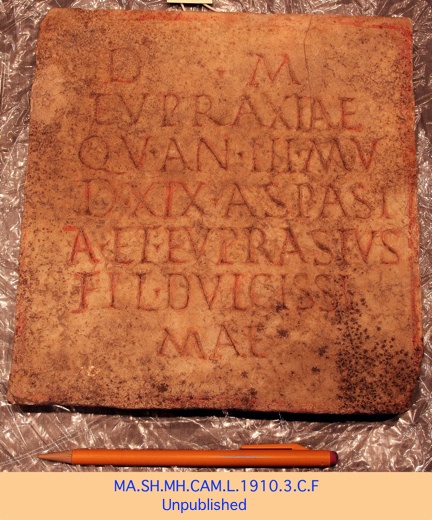 D · M
EVPRAXIAE
QV·AN·III·MV
D·XIX·ASPASI
A·ET·EVPRASIVS
FIL·DVLCISSI
MAE
MA.SH.MH.CAM.L.1910.3.C.F
Unpublished